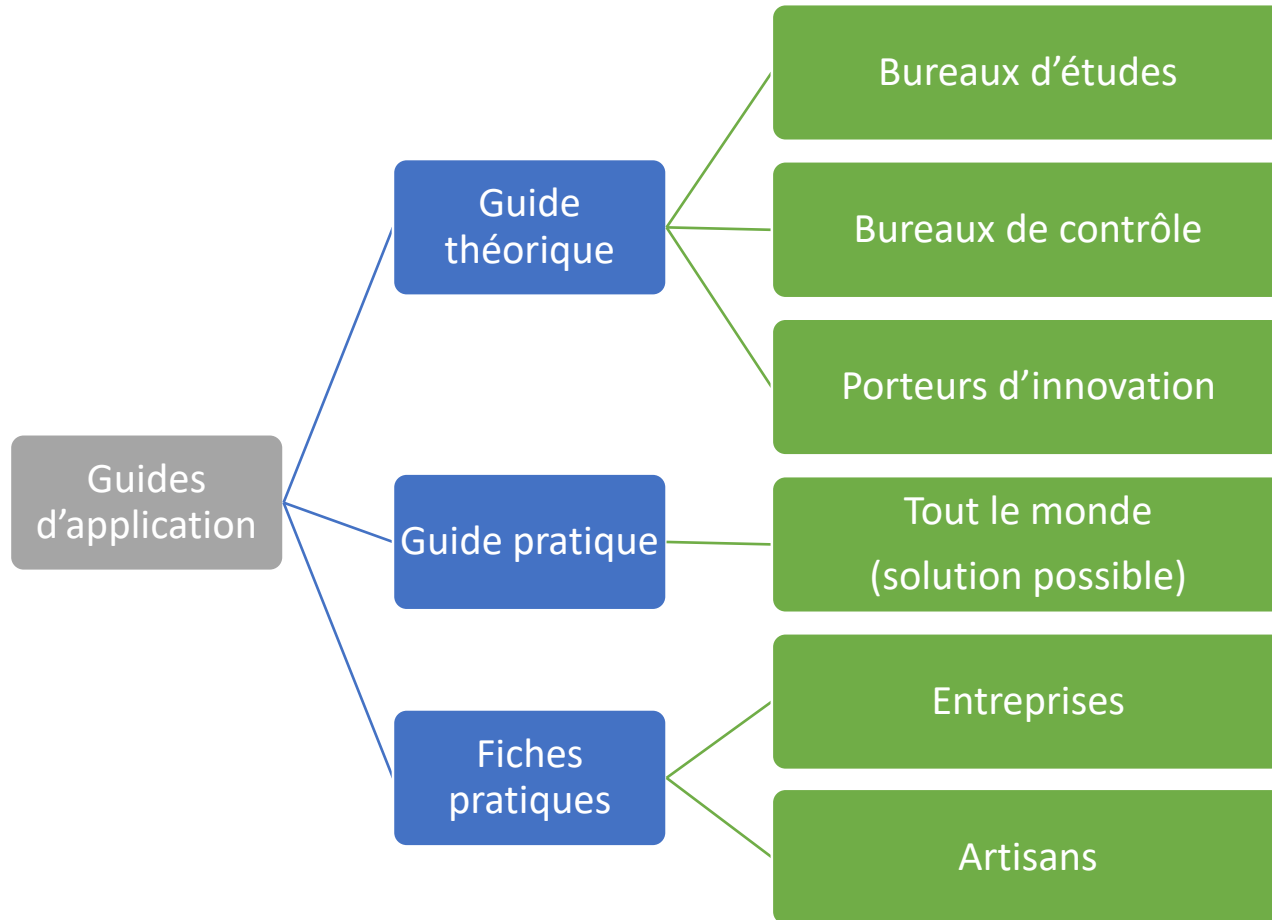 Guides
d’application
Guide
théorique
Bureaux d’études
Bureaux de contrôle
Porteurs d’innovation
Guide pratique
Tout le monde
(solution possible)
Fiches
pratiques
Entreprises
Artisans